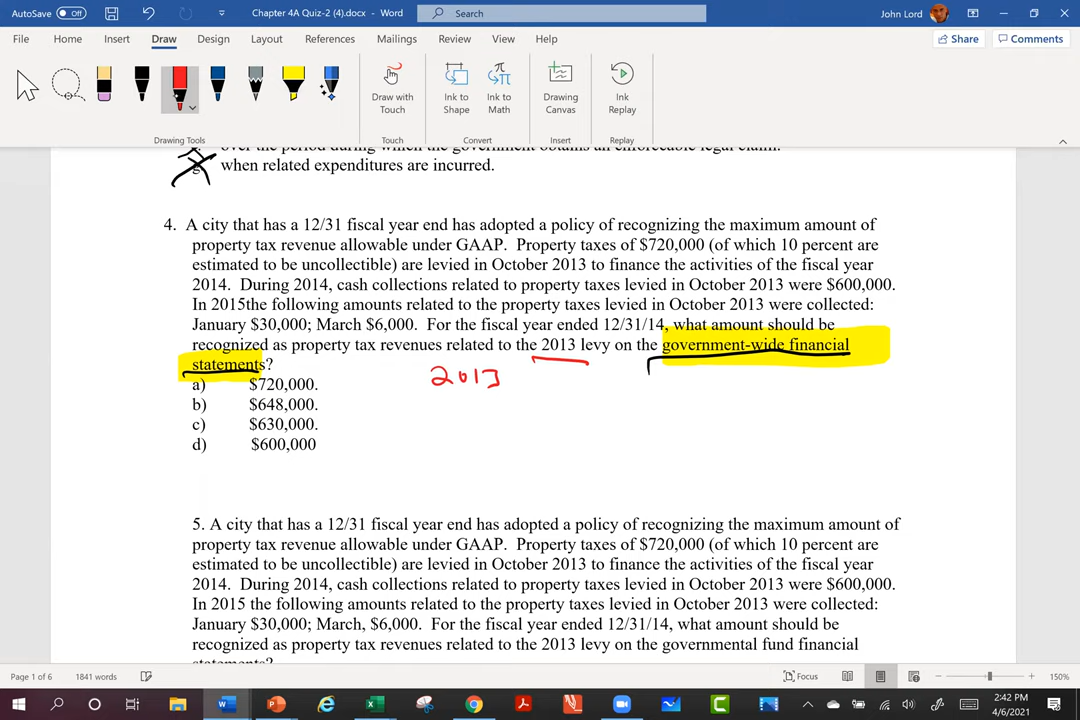 AutoSave Off Chapter 4A Quiz-2 (4).docx - Word Search John Lord
File Home Insert Draw Design Layout References Mailings Review View Help Share Comments
Draw with Touch Ink to Shape Ink to Math Drawing Canvas Ink Replay
Drawing Tools Touch Convert Insert Replay
over the period during which the government obtains an enforceable legal claim.
when related expenditures are incurred.
4. A city that has a 12/31 fiscal year end has adopted a policy of recognizing the maximum amount of
property tax revenue allowable under GAAP. Property taxes of $720,000 (of which 10 percent are
estimated to be uncollectible) are levied in October 2013 to finance the activities of the fiscal year
2014. During 2014, cash collections related to property taxes levied in October 2013 were $600,000.
In 2015the following amounts related to the property taxes levied in October 2013 were collected:
January $30,000; March $6,000. For the fiscal year ended 12/31/14, what amount should be
recognized as property tax revenues related to the 2013 levy on the government-wide financial
statements?
2013
a) $720,000.
b) $648,000.
c) $630,000.
d) $600,000
5. A city that has a 12/31 fiscal year end has adopted a policy of recognizing the maximum amount of
property tax revenue allowable under GAAP. Property taxes of $720,000 (of which 10 percent are
estimated to be uncollectible) are levied in October 2013 to finance the activities of the fiscal year
2014. During 2014, cash collections related to property taxes levied in October 2013 were $600,000.
In 2015 the following amounts related to the property taxes levied in October 2013 were collected:
January $30,000; March, $6,000. For the fiscal year ended 12/31/14, what amount should be
recognized as property tax revenues related to the 2013 levy on the governmental fund financial
statements?
Page 1 of 6 1841 words Focus 150%
2:42 PM
4/6/2021